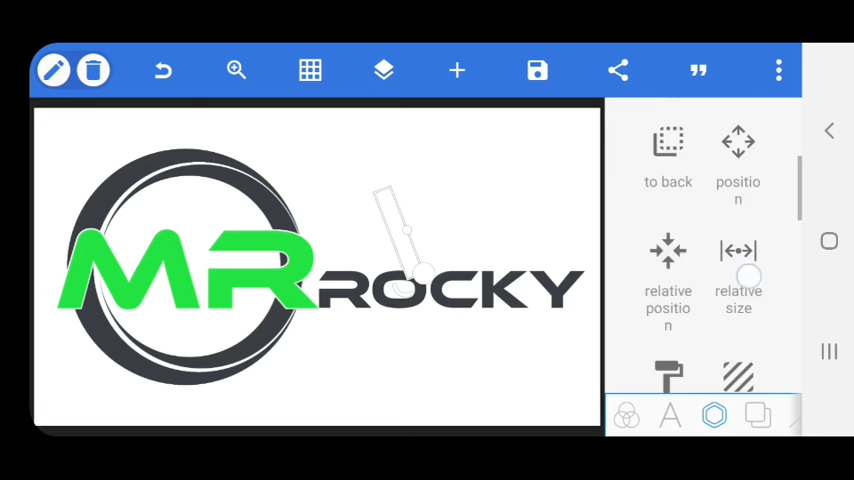 MR ROCKY
to back
positio
n
relative
positio
n
relative
size